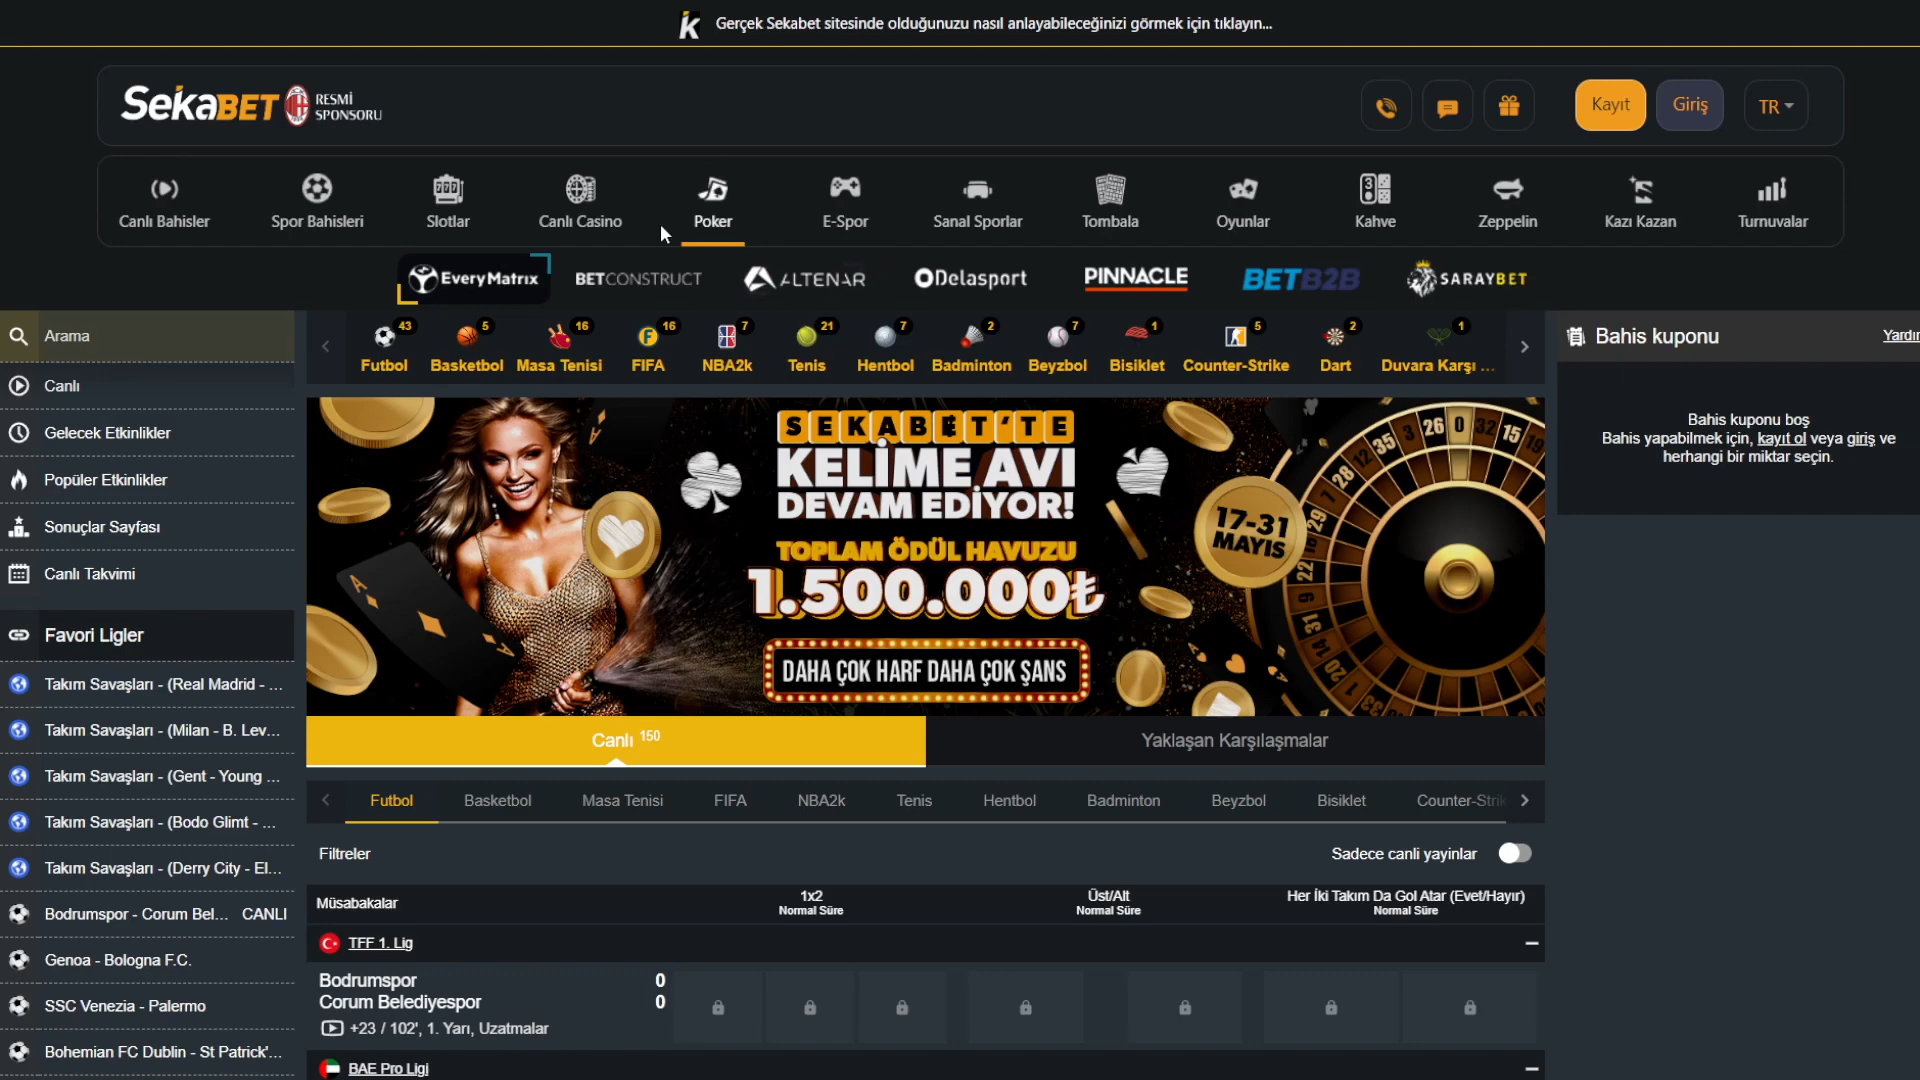 Gerçek Sekabet sitesinde olduğunuzu nasıl anlayabileceğinizi görmek için tıklayın...
SekaBET RESMİ SPONSORU
Kayıt
Giriş
TR
Canlı Bahisler
Spor Bahisleri
Slotlar
Canlı Casino
Poker
E-Spor
Sanal Sporlar
Tombala
Oyunlar
Kahve
Zeppelin
Kazı Kazan
Turnuvalar
EveryMatrix
BETCONSTRUCT
ALTENAR
Delasport
PINNACLE
BETB2B
SARAYBET
Arama
Canlı
Gelecek Etkinlikler
Popüler Etkinlikler
Sonuçlar Sayfası
Canlı Takvimi
Favori Ligler
Takım Savaşları - (Real Madrid - ...
Takım Savaşları - (Milan - B. Lev...
Takım Savaşları - (Gent - Young ...
Takım Savaşları - (Bodo Glimt - ...
Takım Savaşları - (Derry City - El...
Bodrumspor - Corum Bel... CANLI
Genoa - Bologna F.C.
SSC Venezia - Palermo
Bohemian FC Dublin - St Patrick'...
43
Futbol
5
Basketbol
16
Masa Tenisi
16
FIFA
7
NBA2k
21
Tenis
7
Hentbol
2
Badminton
7
Beyzbol
1
Bisiklet
5
Counter-Strike
2
Dart
1
Duvara Karşı ...
SEKABET'TE
KELİME AVI
DEVAM EDİYOR!
TOPLAM ÖDÜL HAVUZU
1.500.000₺
DAHA ÇOK HARF DAHA ÇOK ŞANS
17-31
MAYIS
Canlı 150
Yaklaşan Karşılaşmalar
Futbol
Basketbol
Masa Tenisi
FIFA
NBA2k
Tenis
Hentbol
Badminton
Beyzbol
Bisiklet
Counter-Strik
Filtreler
Sadece canli yayinlar
Müsabakalar
1x2
Normal Süre
Üst/Alt
Normal Süre
Her İki Takım Da Gol Atar (Evet/Hayır)
Normal Süre
TFF 1. Lig
Bodrumspor 0
Corum Belediyespor 0
+23 / 102', 1. Yarı, Uzatmalar
BAE Pro Ligi
Bahis kuponu
Yardır
Bahis kuponu boş
Bahis yapabilmek için, kayıt ol veya giriş ve
herhangi bir miktar seçin.